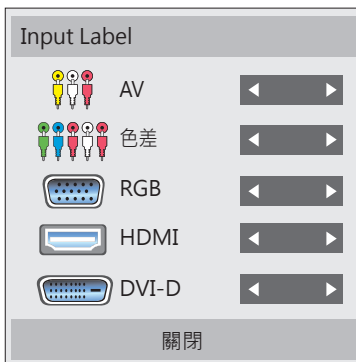 Input Label
AV
色差
RGB
HDMI
DVI-D
關閉